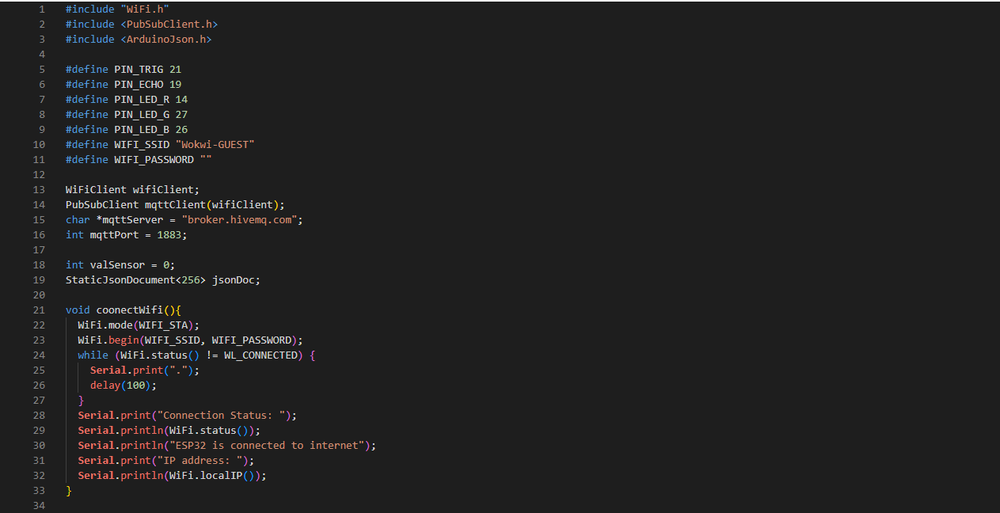 1 #include "WiFi.h"
2 #include <PubSubClient.h>
3 #include <ArduinoJson.h>
4
5 #define PIN_TRIG 21
6 #define PIN_ECHO 19
7 #define PIN_LED_R 14
8 #define PIN_LED_G 27
9 #define PIN_LED_B 26
10 #define WIFI_SSID "Wokwi-GUEST"
11 #define WIFI_PASSWORD ""
12
13 WiFiClient wifiClient;
14 PubSubClient mqttClient(wifiClient);
15 char *mqttServer = "broker.hivemq.com";
16 int mqttPort = 1883;
17
18 int valSensor = 0;
19 StaticJsonDocument<256> jsonDoc;
20
21 void coonectWifi(){
22   WiFi.mode(WIFI_STA);
23   WiFi.begin(WIFI_SSID, WIFI_PASSWORD);
24   while (WiFi.status() != WL_CONNECTED) {
25     Serial.print(".");
26     delay(100);
27   }
28   Serial.print("Connection Status: ");
29   Serial.println(WiFi.status());
30   Serial.println("ESP32 is connected to internet");
31   Serial.print("IP address: ");
32   Serial.println(WiFi.localIP());
33 }
34